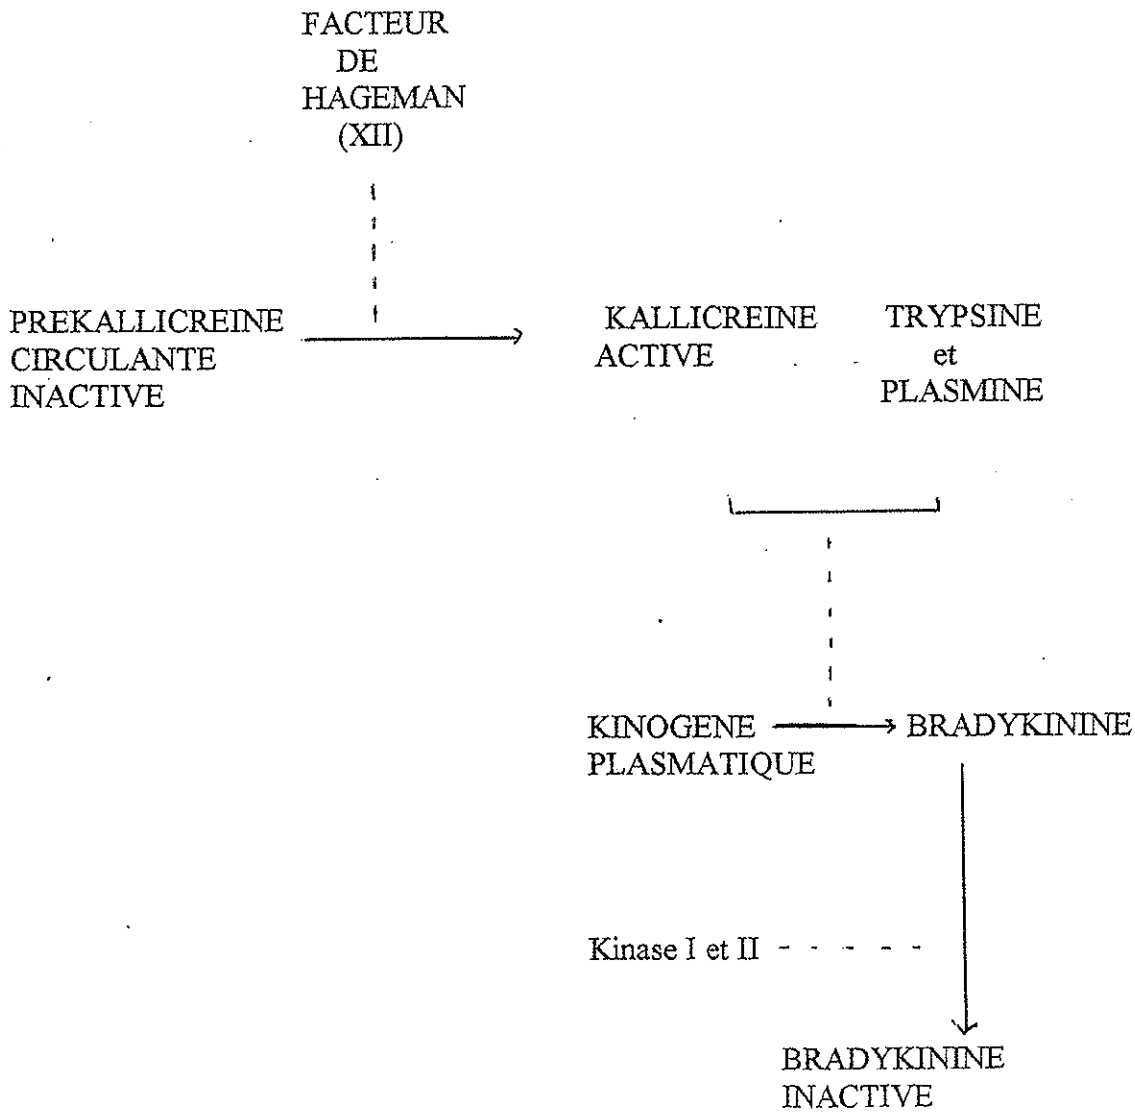 FACTEUR
DE
HAGEMAN
(XII)
PREKALLICREINE
CIRCULANTE
INACTIVE
KALLICREINE
ACTIVE
TRYPSINE
et
PLASMINE
KINOGENE
PLASMATIQUE
BRADYKININE
Kinase I et II
BRADYKININE
INACTIVE